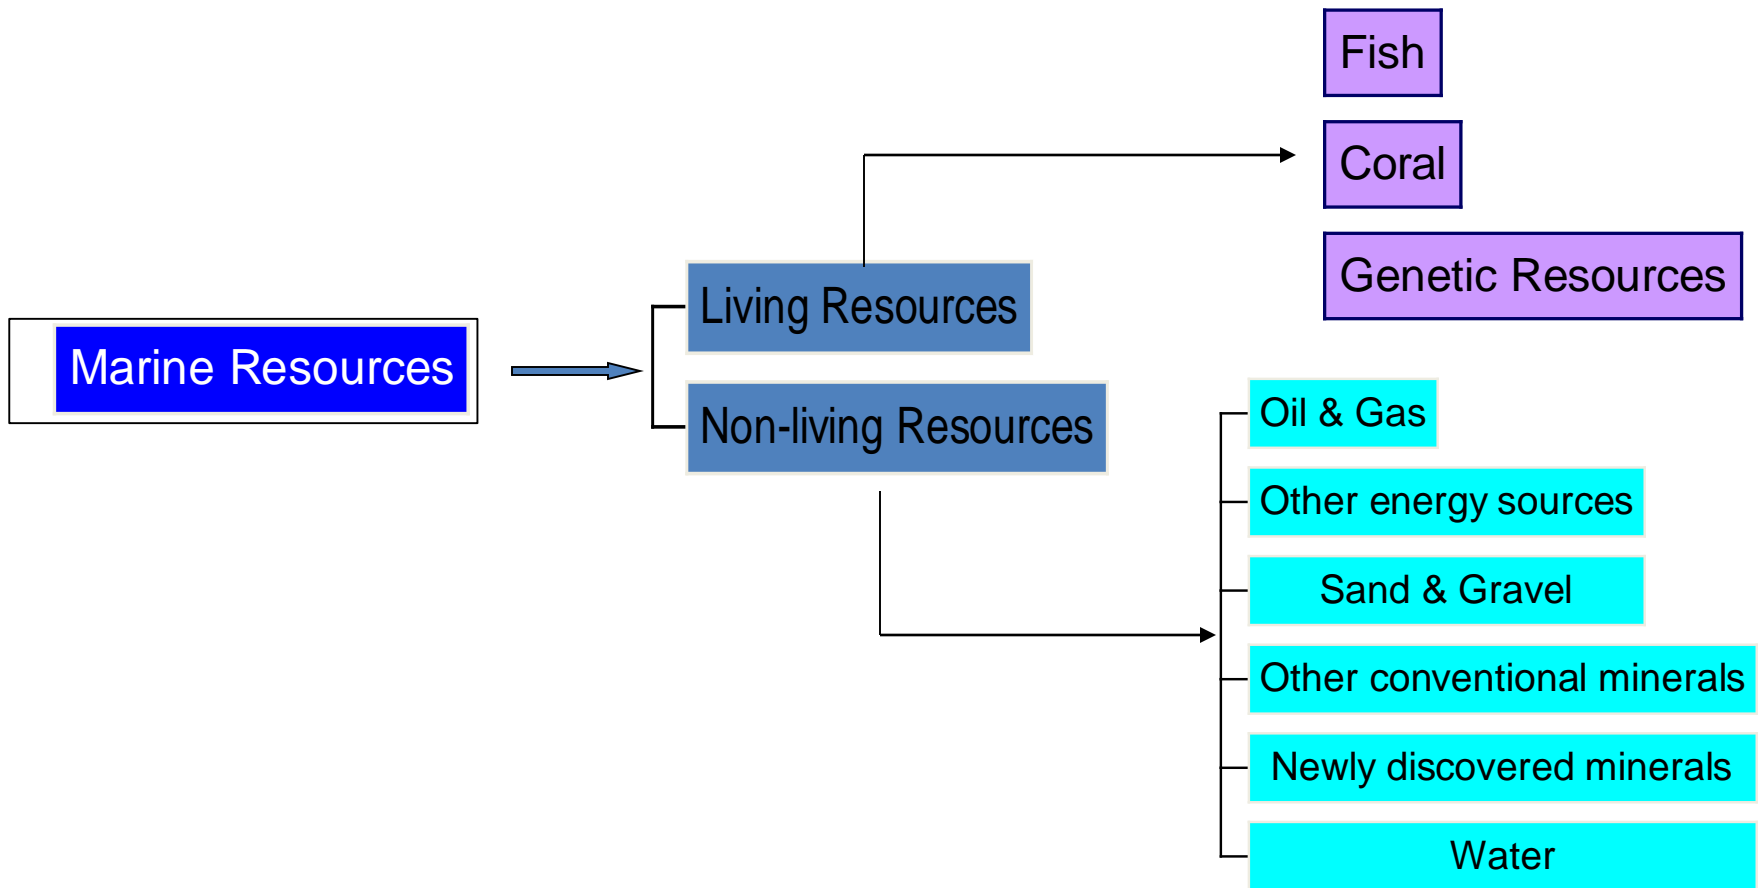 Marine Resources
Living Resources
Non-living Resources
Fish
Coral
Genetic Resources
Oil & Gas
Other energy sources
Sand & Gravel
Other conventional minerals
Newly discovered minerals
Water